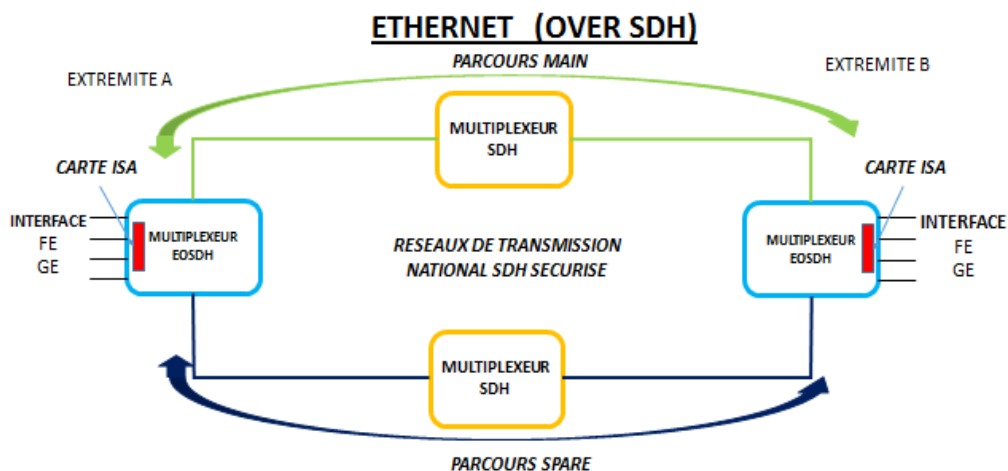 ETHERNET (OVER SDH)
PARCOURS MAIN
EXTREMITE A
EXTREMITE B
MULTIPLEXEUR
SDH
CARTE ISA
CARTE ISA
INTERFACE
FE
GE
MULTIPLEXEUR
EOSDH
RESEAUX DE TRANSMISSION
NATIONAL SDH SECURISE
MULTIPLEXEUR
EOSDH
INTERFACE
FE
GE
MULTIPLEXEUR
SDH
PARCOURS SPARE